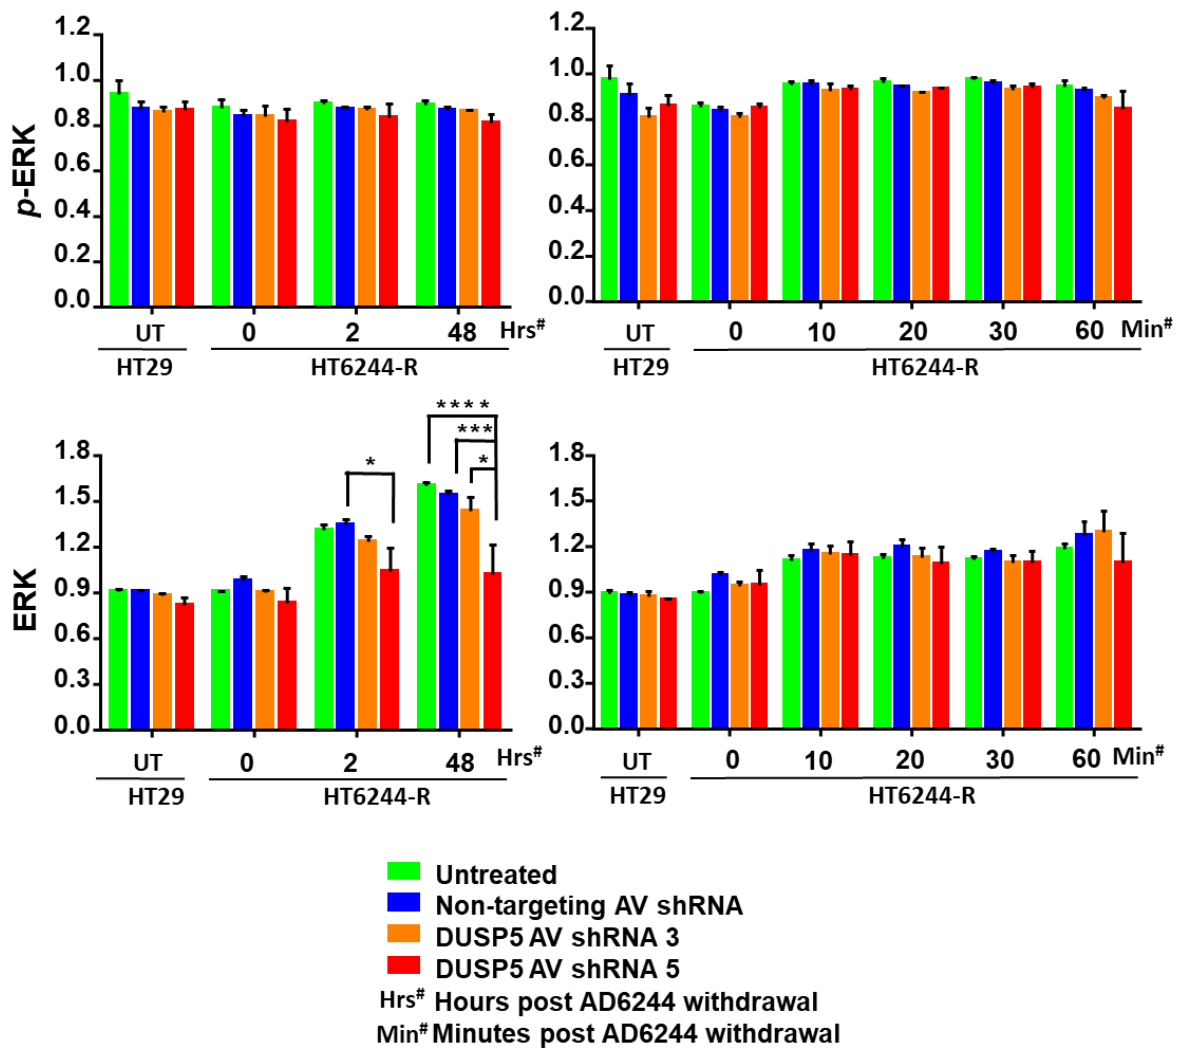 p-ERK
1.2
1.0
0.8
0.6
0.4
0.2
0.0
UT 0 2 48 Hrs#
HT29 HT6244-R
1.2
1.0
0.8
0.6
0.4
0.2
0.0
UT 0 10 20 30 60 Min#
HT29 HT6244-R
ERK
****
***
*
*
1.8
1.5
1.2
0.9
0.6
0.3
0.0
UT 0 2 48 Hrs#
HT29 HT6244-R
1.8
1.5
1.2
0.9
0.6
0.3
0.0
UT 0 10 20 30 60 Min#
HT29 HT6244-R
Untreated
Non-targeting AV shRNA
DUSP5 AV shRNA 3
DUSP5 AV shRNA 5
Hrs# Hours post AD6244 withdrawal
Min# Minutes post AD6244 withdrawal